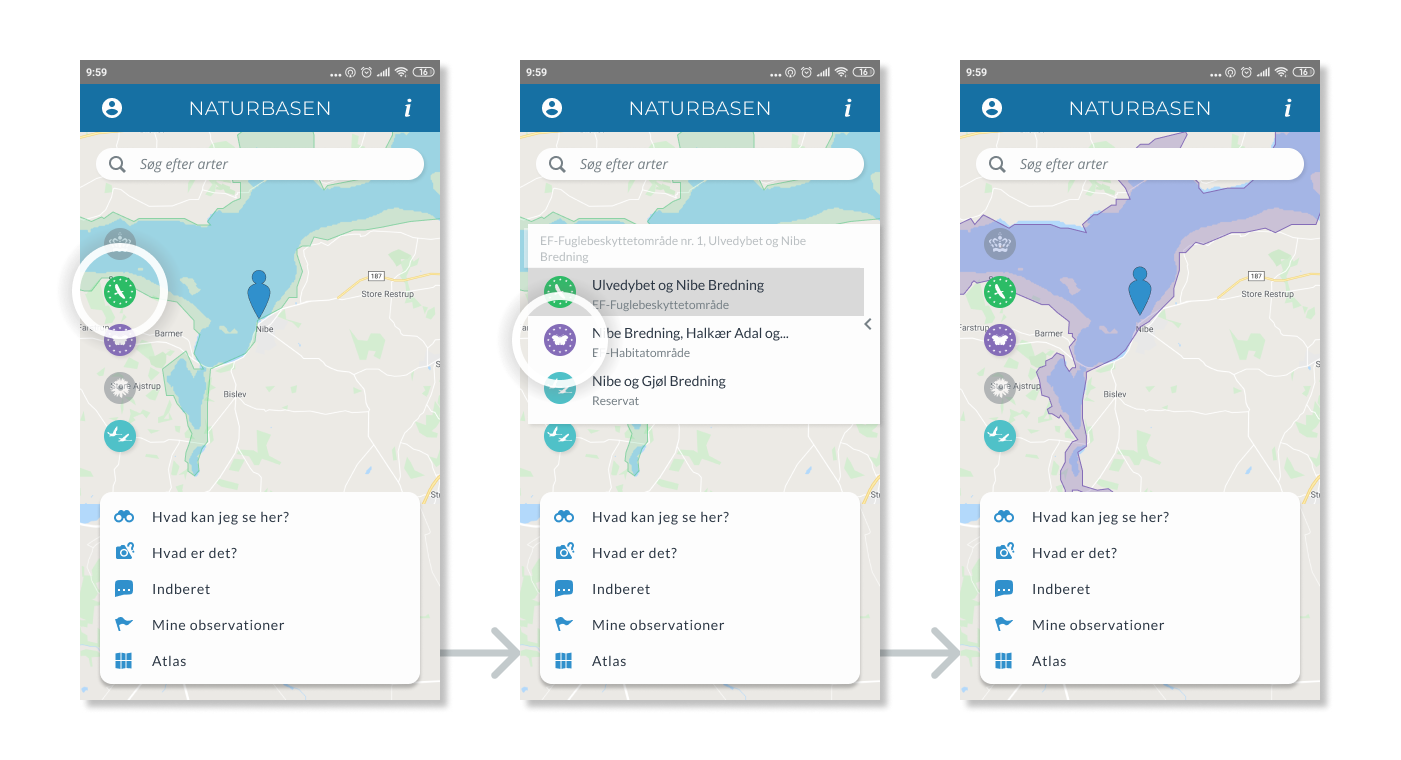 9:59
16
NATURBASEN
i
Søg efter arter
187
Store Restrup
Nibe
Barmer
Store Ajstrup
Bislev
Hvad kan jeg se her?
Hvad er det?
Indberet
Mine observationer
Atlas
9:59
16
NATURBASEN
i
Søg efter arter
EF-Fuglebeskyttetområde nr. 1, Ulvedybet og Nibe
Bredning
Ulvedybet og Nibe Bredning
EF-Fuglebeskyttetområde
Nibe Bredning, Halkær Adal og...
EF-Habitatområde
Nibe og Gjøl Bredning
Reservat
Hvad kan jeg se her?
Hvad er det?
Indberet
Mine observationer
Atlas
9:59
16
NATURBASEN
i
Søg efter arter
187
Store Restrup
Farstrup
Barmer
Nibe
Store Ajstrup
Bislev
Hvad kan jeg se her?
Hvad er det?
Indberet
Mine observationer
Atlas